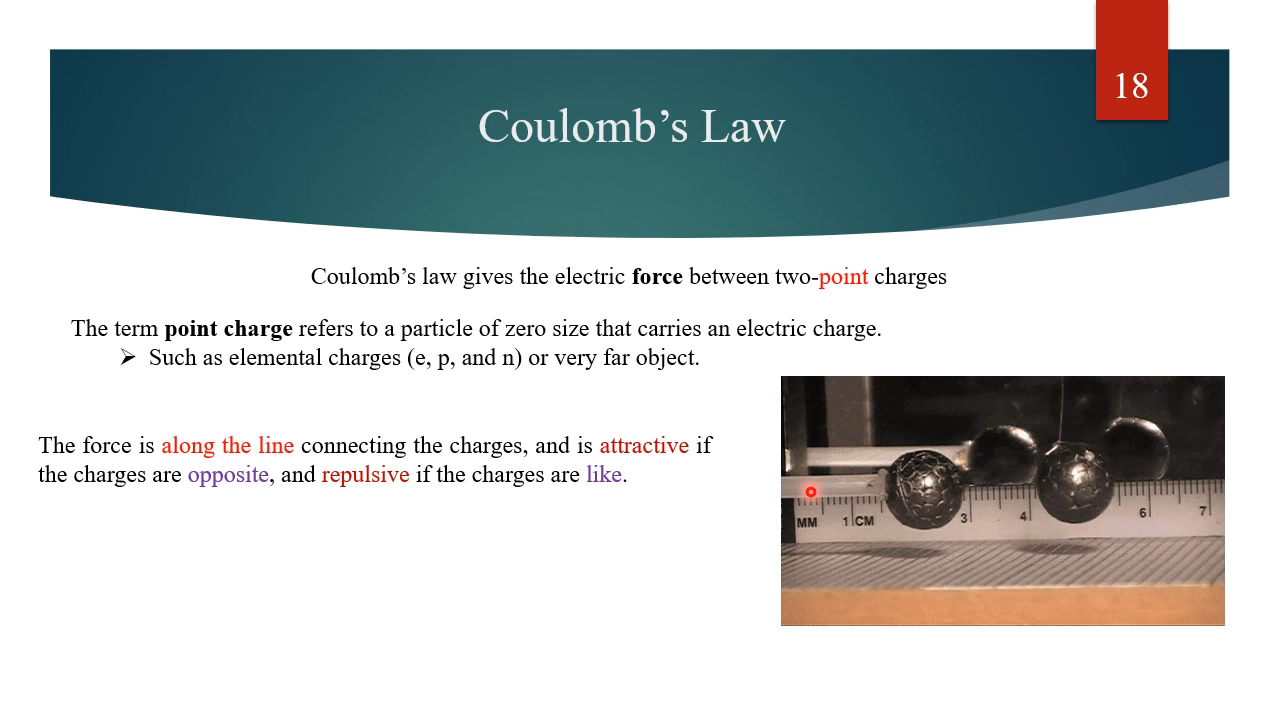 18
Coulomb’s Law
Coulomb’s law gives the electric force between two-point charges
The term point charge refers to a particle of zero size that carries an electric charge.
➢ Such as elemental charges (e, p, and n) or very far object.
The force is along the line connecting the charges, and is attractive if
the charges are opposite, and repulsive if the charges are like.
MM 1 CM 3 4 6 7